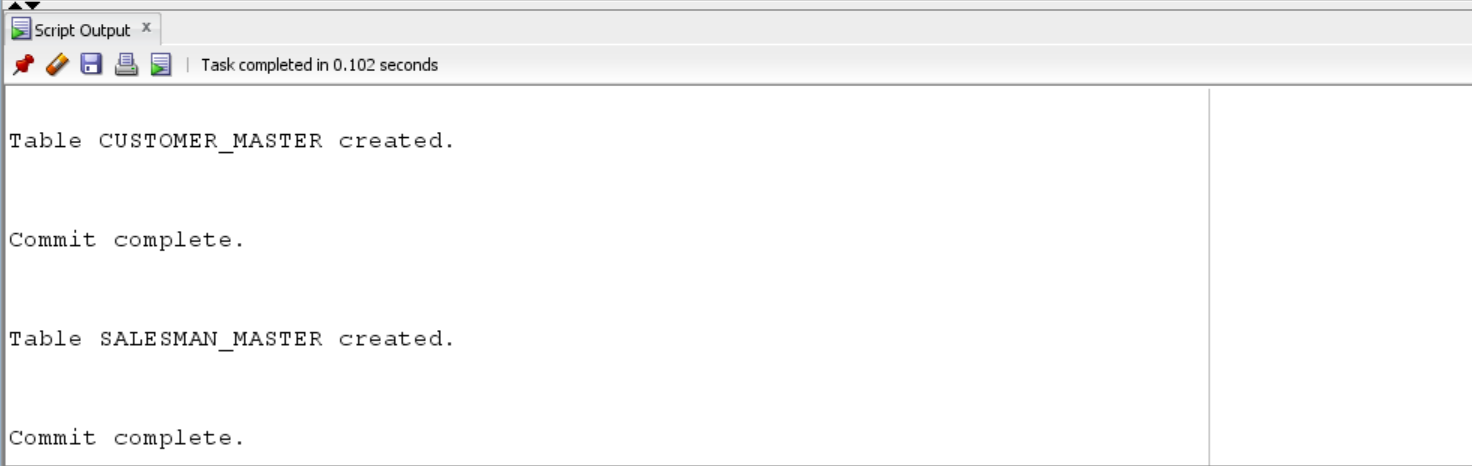 Script Output x
Task completed in 0.102 seconds
Table CUSTOMER_MASTER created.
Commit complete.
Table SALESMAN_MASTER created.
Commit complete.